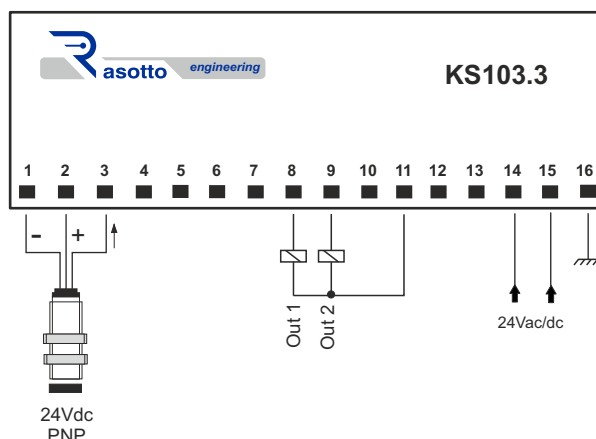 Rasotto engineering
KS103.3
1 2 3 4 5 6 7 8 9 10 11 12 13 14 15 16
- +
Out 1
Out 2
24Vac/dc
24Vdc
PNP